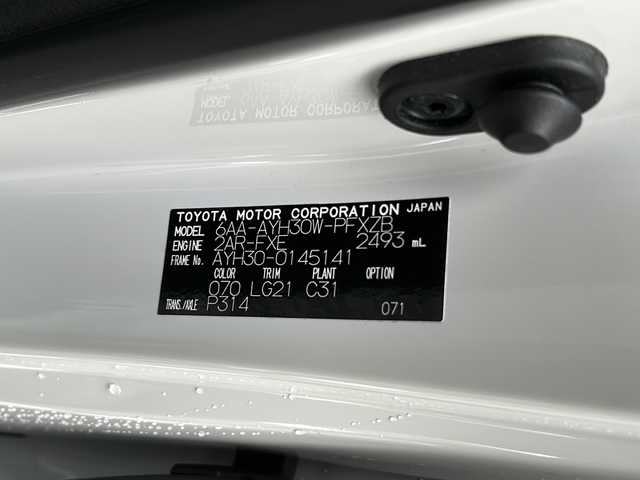 TOYOTA MOTOR CORPORATION JAPAN
MODEL 6AA-AYH30W-PFXZB
ENGINE 2AR-FXE 2493 mL
FRAME No. AYH30-0145141
COLOR TRIM PLANT OPTION
070 LG21 C31
TRANS./AXLE P314 071